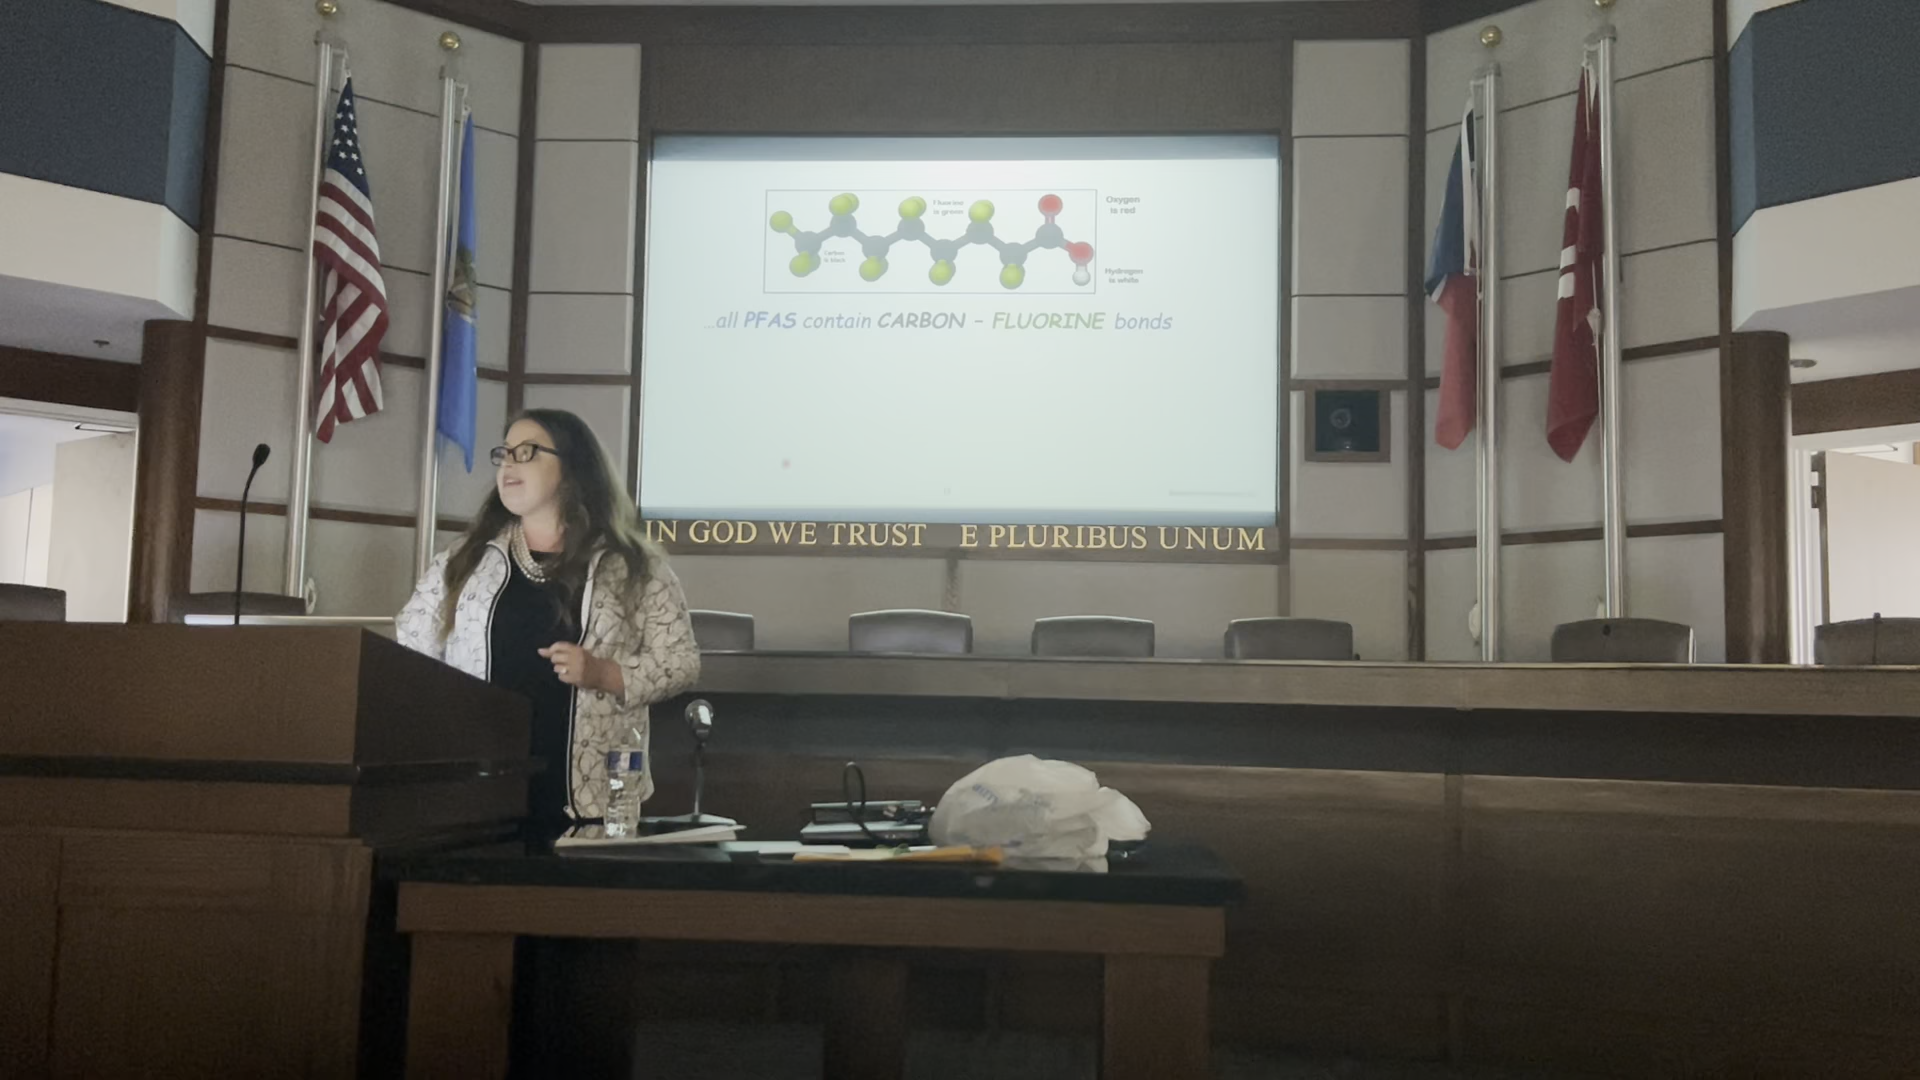 Fluorine
is green
Oxygen
is red
Carbon
is black
Hydrogen
is white
...all PFAS contain CARBON – FLUORINE bonds
IN GOD WE TRUST E PLURIBUS UNUM